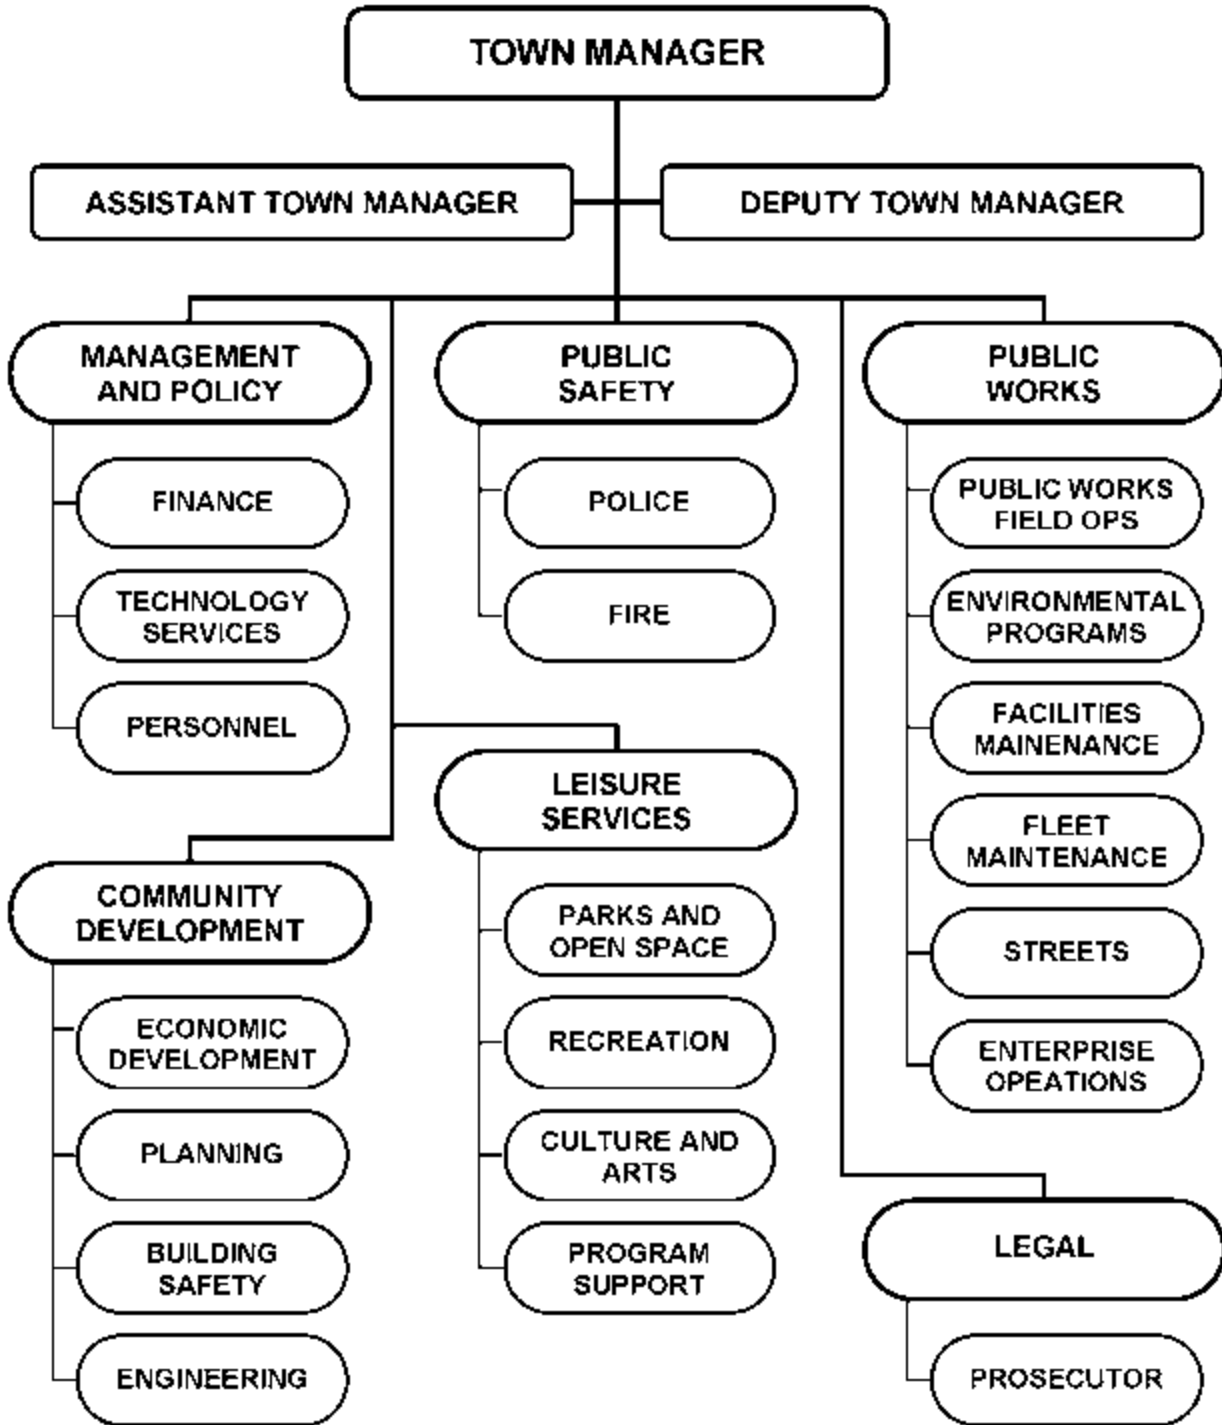 TOWN MANAGER
ASSISTANT TOWN MANAGER
DEPUTY TOWN MANAGER
MANAGEMENT
AND POLICY
FINANCE
TECHNOLOGY
SERVICES
PERSONNEL
PUBLIC
SAFETY
POLICE
FIRE
PUBLIC
WORKS
PUBLIC WORKS
FIELD OPS
ENVIRONMENTAL
PROGRAMS
FACILITIES
MAINENANCE
FLEET
MAINTENANCE
STREETS
ENTERPRISE
OPEATIONS
COMMUNITY
DEVELOPMENT
ECONOMIC
DEVELOPMENT
PLANNING
BUILDING
SAFETY
ENGINEERING
LEISURE
SERVICES
PARKS AND
OPEN SPACE
RECREATION
CULTURE AND
ARTS
PROGRAM
SUPPORT
LEGAL
PROSECUTOR